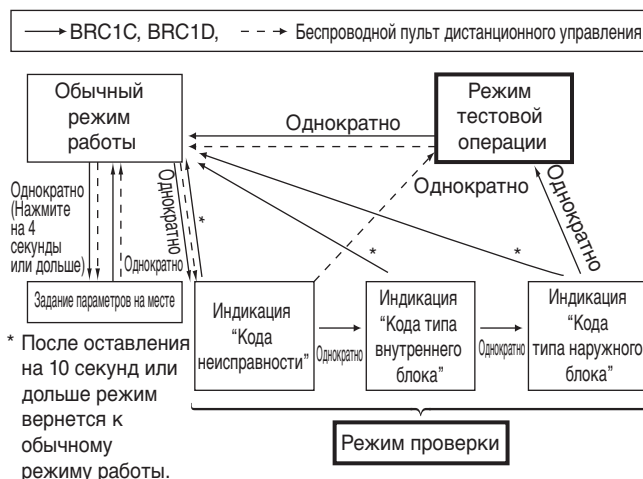 BRC1C, BRC1D, Беспроводной пульт дистанционного управления
Обычный
режим
работы
Режим
тестовой
операции
Однократно
Однократно
Однократно
Однократно
(Нажмите
на 4
секунды
или дольше)
Однократно
Однократно
*
*
*
Задание параметров на месте
Индикация
“Кода
неисправности”
Однократно
Индикация
“Кода типа
внутреннего
блока”
Однократно
Индикация
“Кода
типа наружного
блока”
* После оставления
на 10 секунд или
дольше режим
вернется к
обычному
режиму работы.
Режим проверки